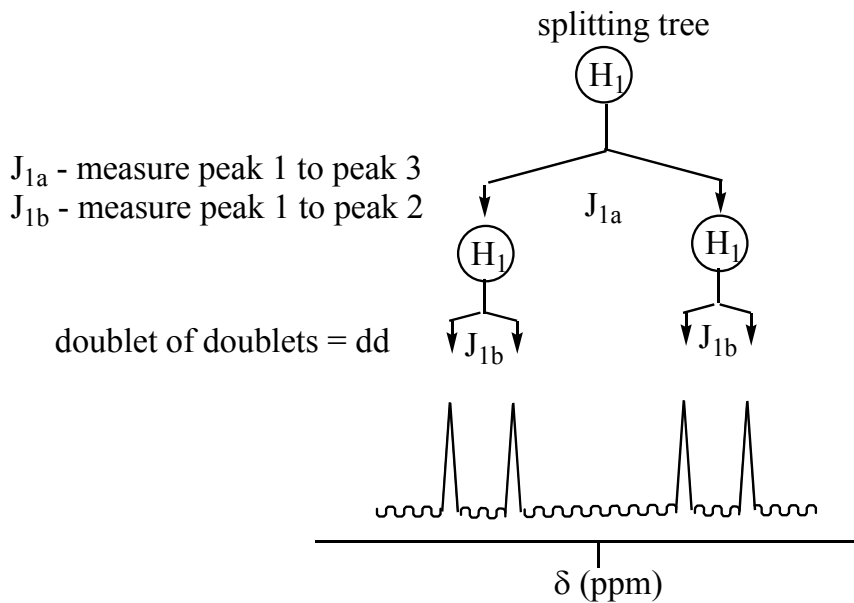 splitting tree
H₁
J₁ₐ - measure peak 1 to peak 3
J₁b - measure peak 1 to peak 2
J₁ₐ
H₁ H₁
doublet of doublets = dd
J₁b J₁b
δ (ppm)